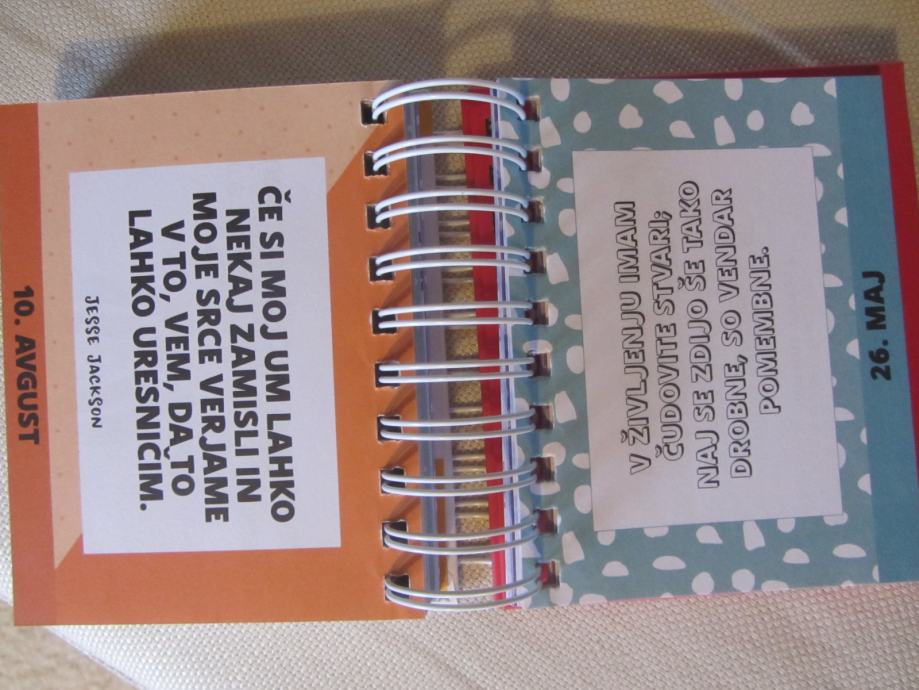 10. AVGUST
ČE SI MOJ UM LAHKO
NEKAJ ZAMISLI IN
MOJE SRCE VERJAME
V TO, VEM, DA TO
LAHKO URESNIČIM.
JESSE JACKSON
26. MAJ
V ŽIVLJENJU IMAM
ČUDOVITE STVARI;
NAJ SE ZDIJO ŠE TAKO
DROBNE, SO VENDAR
POMEMBNE.